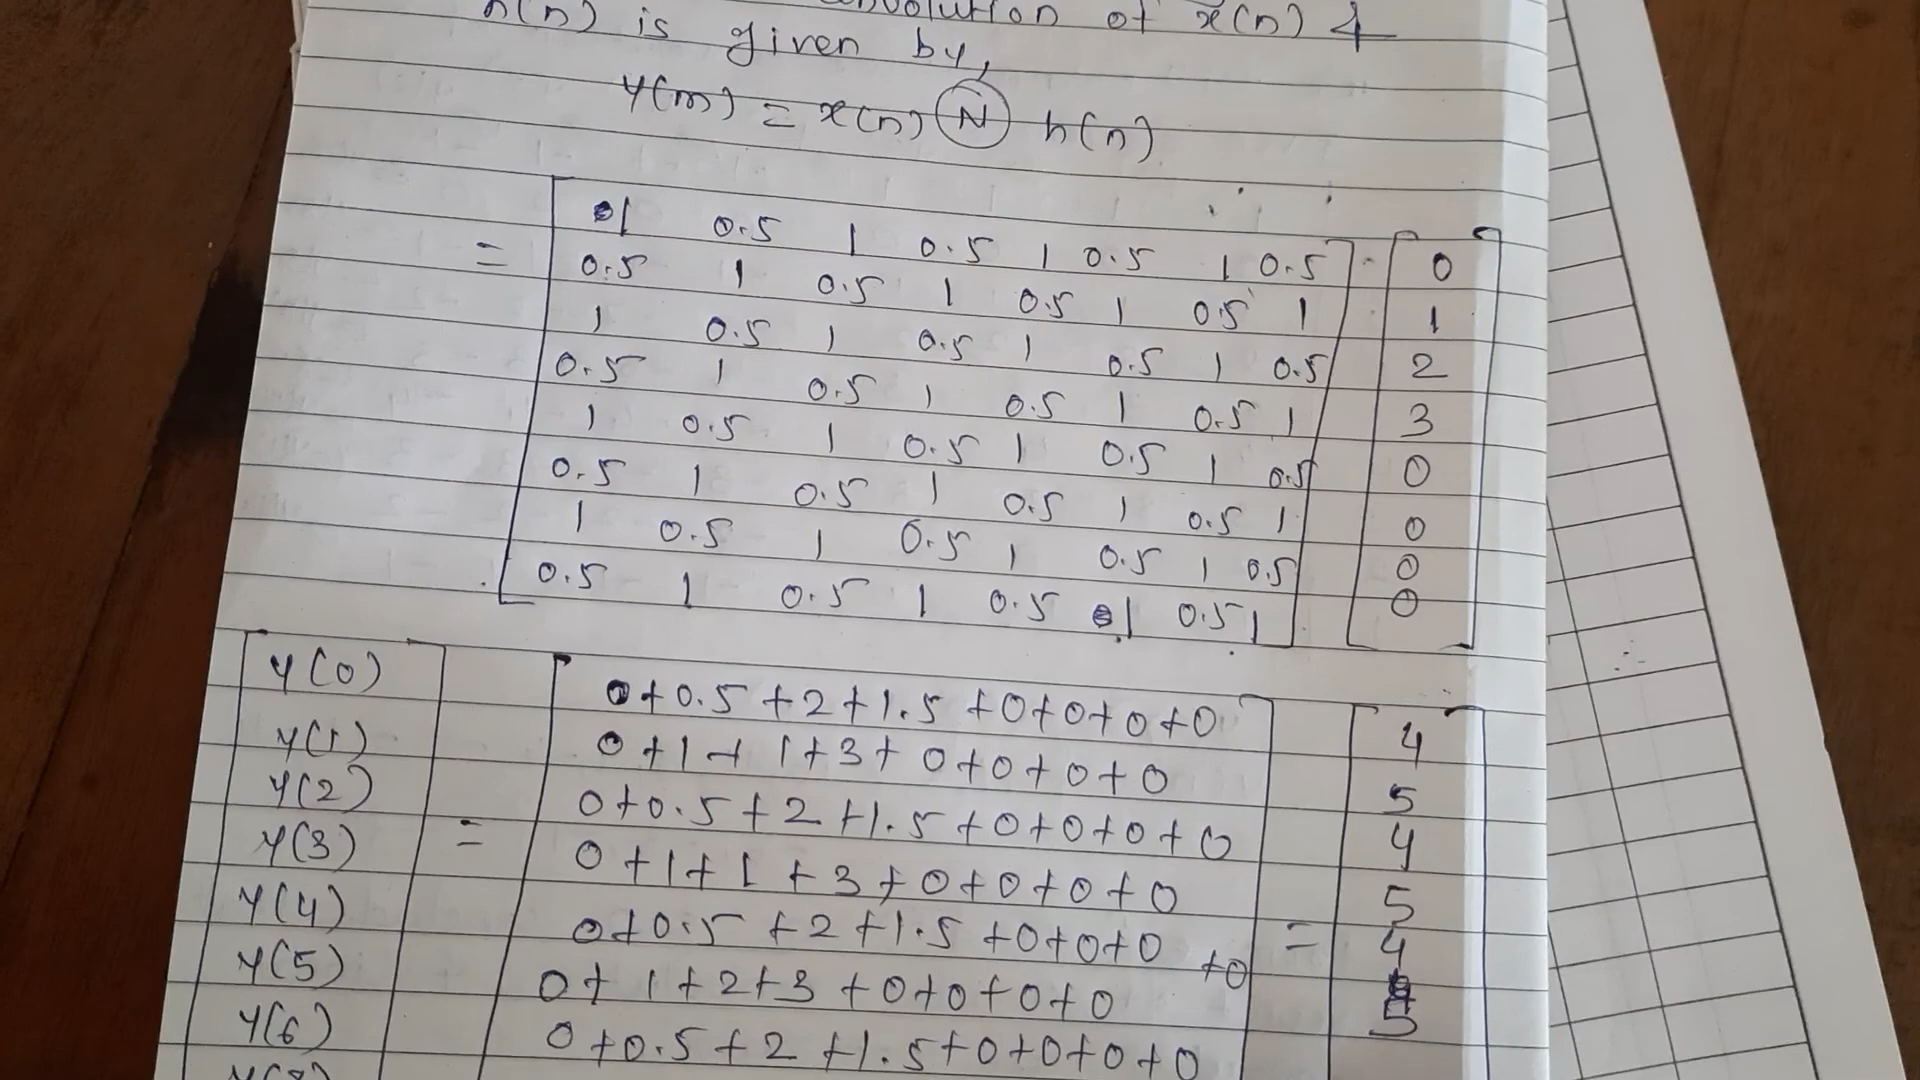 of x(n) &
h(n) is given by,
y(m) = x(n) Ⓝ h(n)
= 1 0.5 1 0.5 1 0.5 1 0.5 · 0
0.5 1 0.5 1 0.5 1 0.5 1 1
1 0.5 1 0.5 1 0.5 1 0.5 2
0.5 1 0.5 1 0.5 1 0.5 1 3
1 0.5 1 0.5 1 0.5 1 0.5 0
0.5 1 0.5 1 0.5 1 0.5 1 0
1 0.5 1 0.5 1 0.5 1 0.5 0
0.5 1 0.5 1 0.5 1 0.5 1 0
y(0) 0+0.5+2+1.5+0+0+0+0 4
y(1) 0+1+1+3+0+0+0+0 5
y(2) 0+0.5+2+1.5+0+0+0+0 4
y(3) = 0+1+1+3+0+0+0+0 5
y(4) 0+0.5+2+1.5+0+0+0+0 = 4
y(5) 0+1+2+3+0+0+0+0 5
y(6) 0+0.5+2+1.5+0+0+0+0